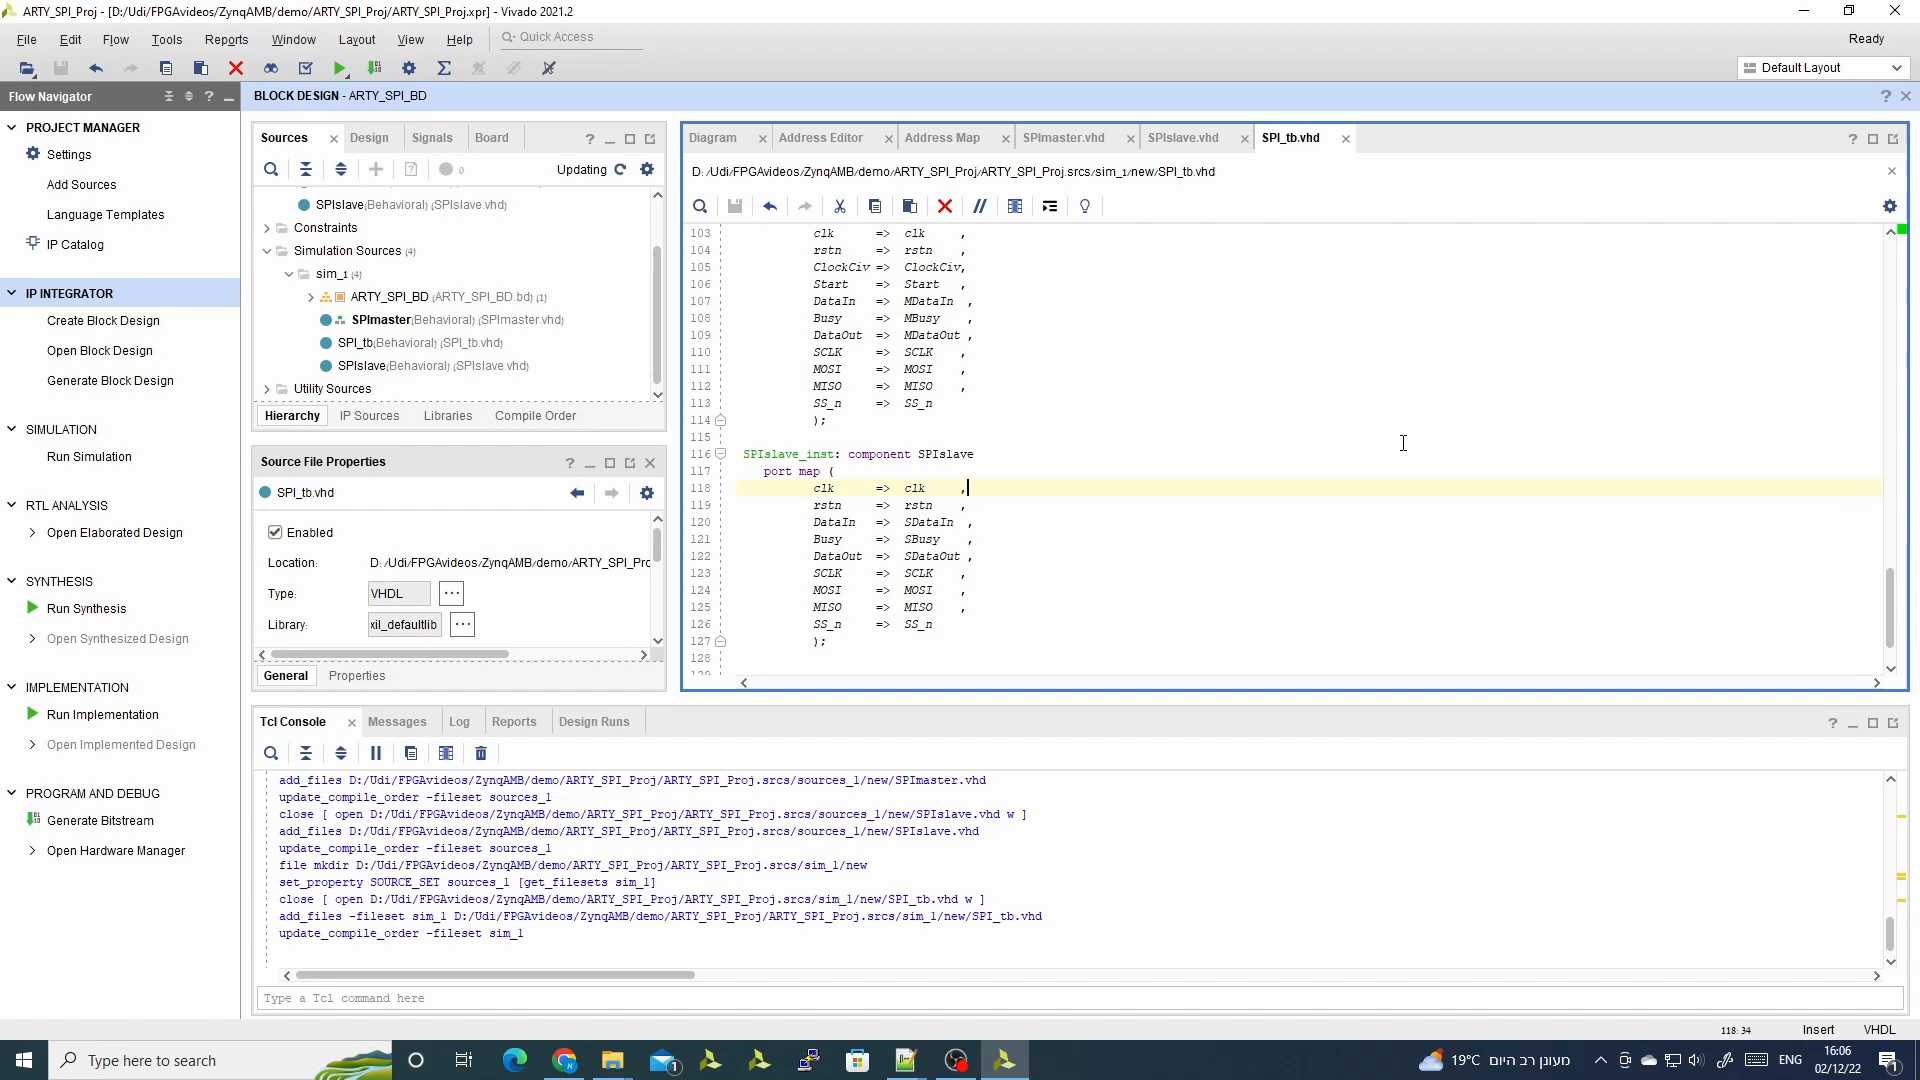 ARTY_SPI_Proj - [D:/Udi/FPGAvideos/ZynqAMB/demo/ARTY_SPI_Proj/ARTY_SPI_Proj.xpr] - Vivado 2021.2
File Edit Flow Tools Reports Window Layout View Help Quick Access
Ready
Default Layout
Flow Navigator
PROJECT MANAGER
Settings
Add Sources
Language Templates
IP Catalog
IP INTEGRATOR
Create Block Design
Open Block Design
Generate Block Design
SIMULATION
Run Simulation
RTL ANALYSIS
Open Elaborated Design
SYNTHESIS
Run Synthesis
Open Synthesized Design
IMPLEMENTATION
Run Implementation
Open Implemented Design
PROGRAM AND DEBUG
Generate Bitstream
Open Hardware Manager
BLOCK DESIGN - ARTY_SPI_BD
Sources Design Signals Board
0 Updating
SPIslave(Behavioral) (SPIslave.vhd)
Constraints
Simulation Sources (4)
sim_1 (4)
ARTY_SPI_BD (ARTY_SPI_BD.bd) (1)
SPImaster(Behavioral) (SPImaster.vhd)
SPI_tb(Behavioral) (SPI_tb.vhd)
SPIslave(Behavioral) (SPIslave.vhd)
Utility Sources
Hierarchy IP Sources Libraries Compile Order
Source File Properties
SPI_tb.vhd
Enabled
Location: D:/Udi/FPGAvideos/ZynqAMB/demo/ARTY_SPI_Prc
Type: VHDL
Library: xil_defaultlib
General Properties
Diagram Address Editor Address Map SPImaster.vhd SPIslave.vhd SPI_tb.vhd
D:/Udi/FPGAvideos/ZynqAMB/demo/ARTY_SPI_Proj/ARTY_SPI_Proj.srcs/sim_1/new/SPI_tb.vhd
103 clk => clk ,
104 rstn => rstn ,
105 ClockCiv => ClockCiv,
106 Start => Start ,
107 DataIn => MDataIn ,
108 Busy => MBusy ,
109 DataOut => MDataOut ,
110 SCLK => SCLK ,
111 MOSI => MOSI ,
112 MISO => MISO ,
113 SS_n => SS_n
114 );
115
116 SPIslave_inst: component SPIslave
117 port map (
118 clk => clk ,
119 rstn => rstn ,
120 DataIn => SDataIn ,
121 Busy => SBusy ,
122 DataOut => SDataOut ,
123 SCLK => SCLK ,
124 MOSI => MOSI ,
125 MISO => MISO ,
126 SS_n => SS_n
127 );
128
129
Tcl Console Messages Log Reports Design Runs
add_files D:/Udi/FPGAvideos/ZynqAMB/demo/ARTY_SPI_Proj/ARTY_SPI_Proj.srcs/sources_1/new/SPImaster.vhd
update_compile_order -fileset sources_1
close [ open D:/Udi/FPGAvideos/ZynqAMB/demo/ARTY_SPI_Proj/ARTY_SPI_Proj.srcs/sources_1/new/SPIslave.vhd w ]
add_files D:/Udi/FPGAvideos/ZynqAMB/demo/ARTY_SPI_Proj/ARTY_SPI_Proj.srcs/sources_1/new/SPIslave.vhd
update_compile_order -fileset sources_1
file mkdir D:/Udi/FPGAvideos/ZynqAMB/demo/ARTY_SPI_Proj/ARTY_SPI_Proj.srcs/sim_1/new
set_property SOURCE_SET sources_1 [get_filesets sim_1]
close [ open D:/Udi/FPGAvideos/ZynqAMB/demo/ARTY_SPI_Proj/ARTY_SPI_Proj.srcs/sim_1/new/SPI_tb.vhd w ]
add_files -fileset sim_1 D:/Udi/FPGAvideos/ZynqAMB/demo/ARTY_SPI_Proj/ARTY_SPI_Proj.srcs/sim_1/new/SPI_tb.vhd
update_compile_order -fileset sim_1
Type a Tcl command here
118:34 Insert VHDL
Type here to search
1
19°C מעונן רב היום
ENG
16:06
02/12/22
1